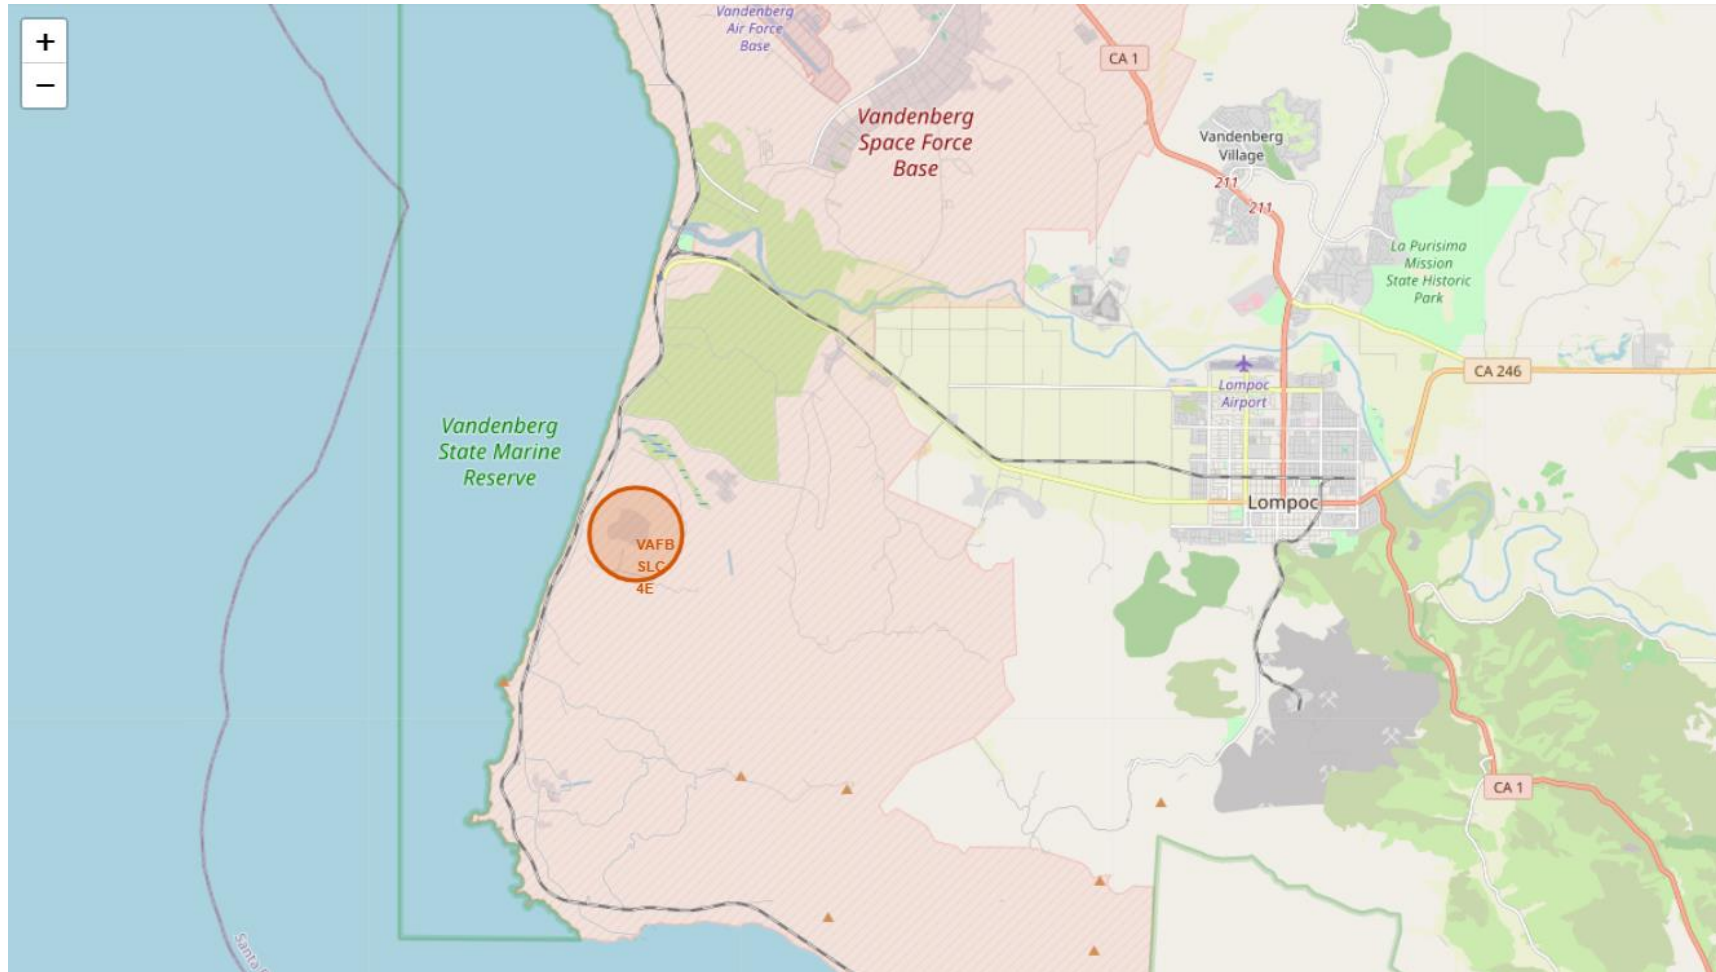 +
−
Vandenberg
Air Force
Base
CA 1
Vandenberg
Space Force
Base
Vandenberg
Village
211
211
La Purisima
Mission
State Historic
Park
CA 246
Lompoc
Airport
Vandenberg
State Marine
Reserve
Lompoc
VAFB
SLC
4E
CA 1
Santa